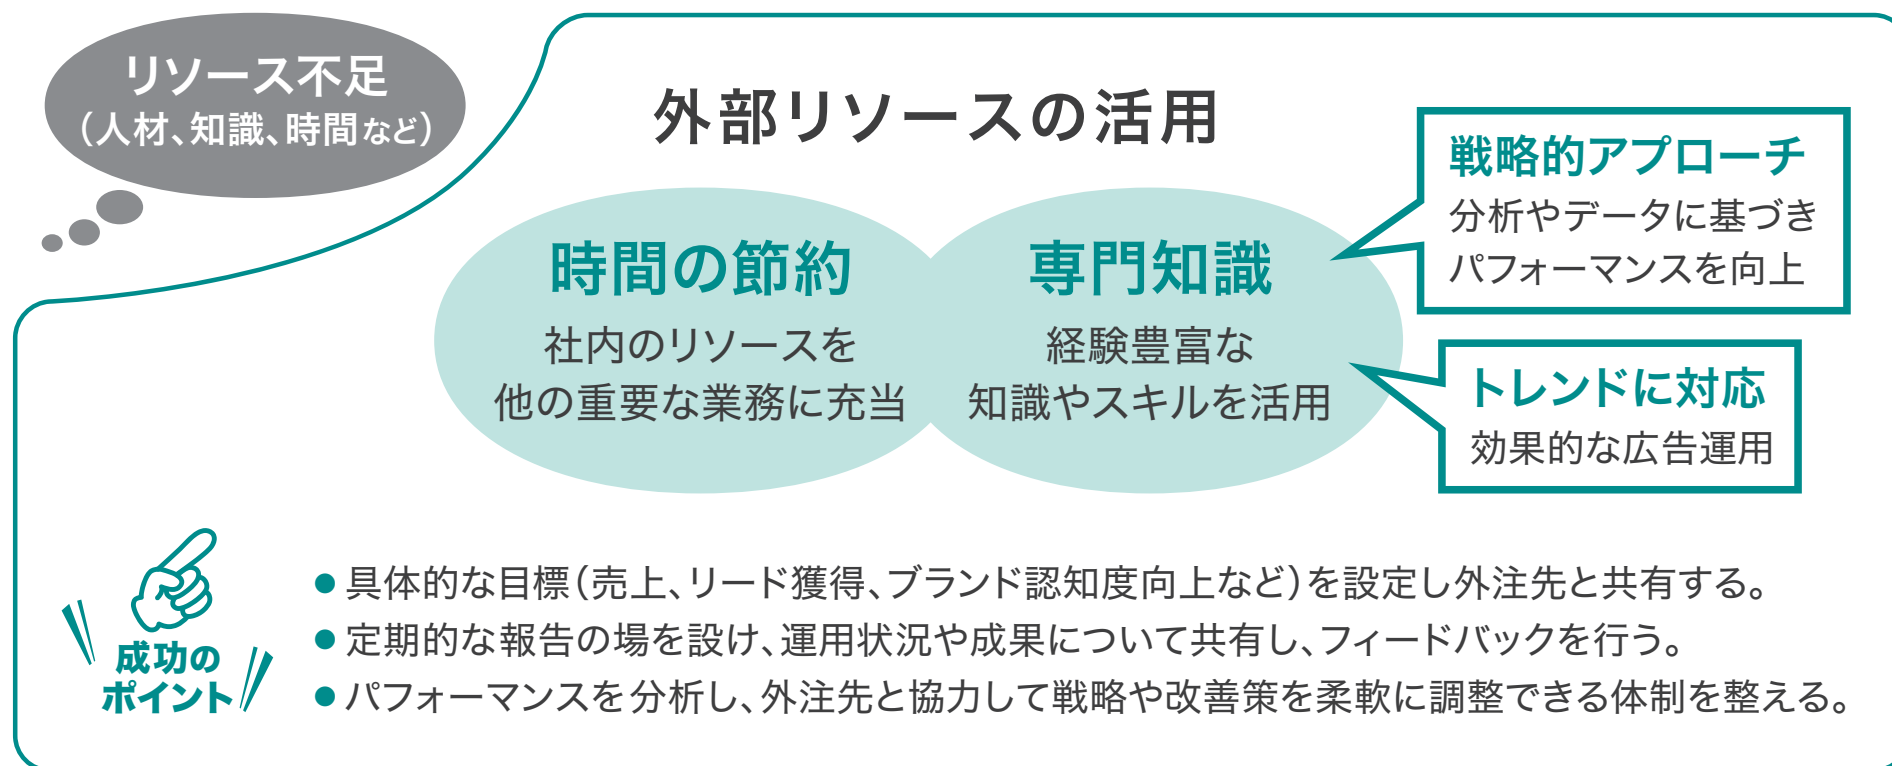 リソース不足
（人材、知識、時間など）
外部リソースの活用
時間の節約
社内のリソースを
他の重要な業務に充当
専門知識
経験豊富な
知識やスキルを活用
戦略的アプローチ
分析やデータに基づき
パフォーマンスを向上
トレンドに対応
効果的な広告運用
成功の
ポイント
●具体的な目標（売上、リード獲得、ブランド認知度向上など）を設定し外注先と共有する。
●定期的な報告の場を設け、運用状況や成果について共有し、フィードバックを行う。
●パフォーマンスを分析し、外注先と協力して戦略や改善策を柔軟に調整できる体制を整える。